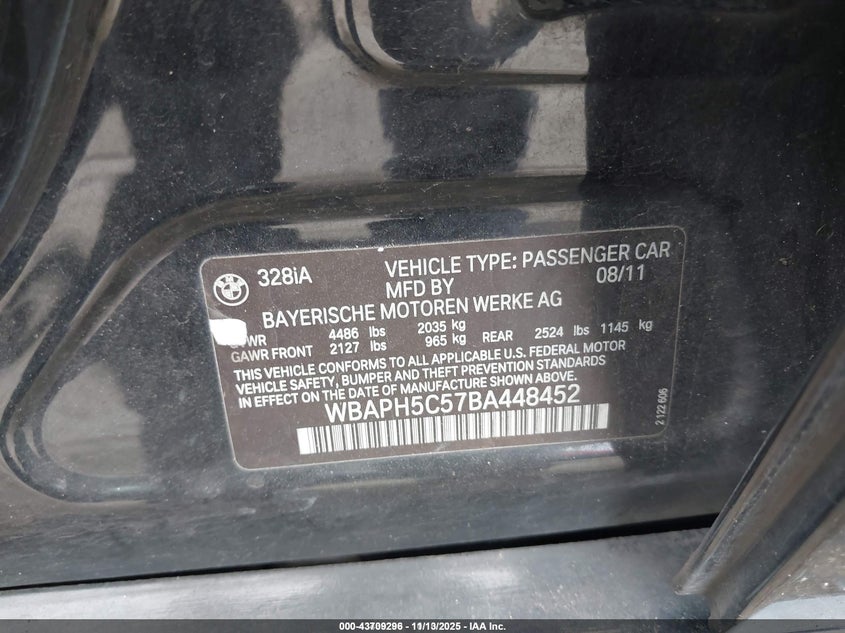 328iA
VEHICLE TYPE: PASSENGER CAR
MFD BY 08/11
BAYERISCHE MOTOREN WERKE AG
4486 lbs 2035 kg
GAWR FRONT 2127 lbs 965 kg REAR 2524 lbs 1145 kg
THIS VEHICLE CONFORMS TO ALL APPLICABLE U.S. FEDERAL MOTOR
VEHICLE SAFETY, BUMPER AND THEFT PREVENTION STANDARDS
IN EFFECT ON THE DATE OF MANUFACTURE SHOWN ABOVE.
WBAPH5C57BA448452
2 122 606
000-43709296 - 11/13/2025 - IAA Inc.